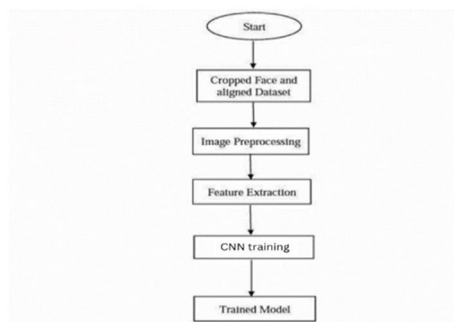 Start
Cropped Face and
aligned Dataset
Image Preprocessing
Feature Extraction
CNN training
Trained Model